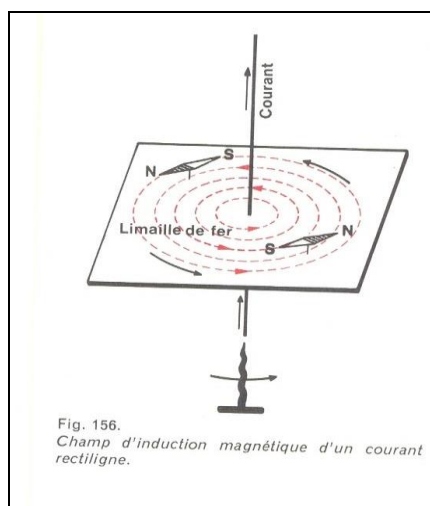 Courant
S
N
Limaille de fer
N
S
Fig. 156.
Champ d'induction magnétique d'un courant
rectiligne.